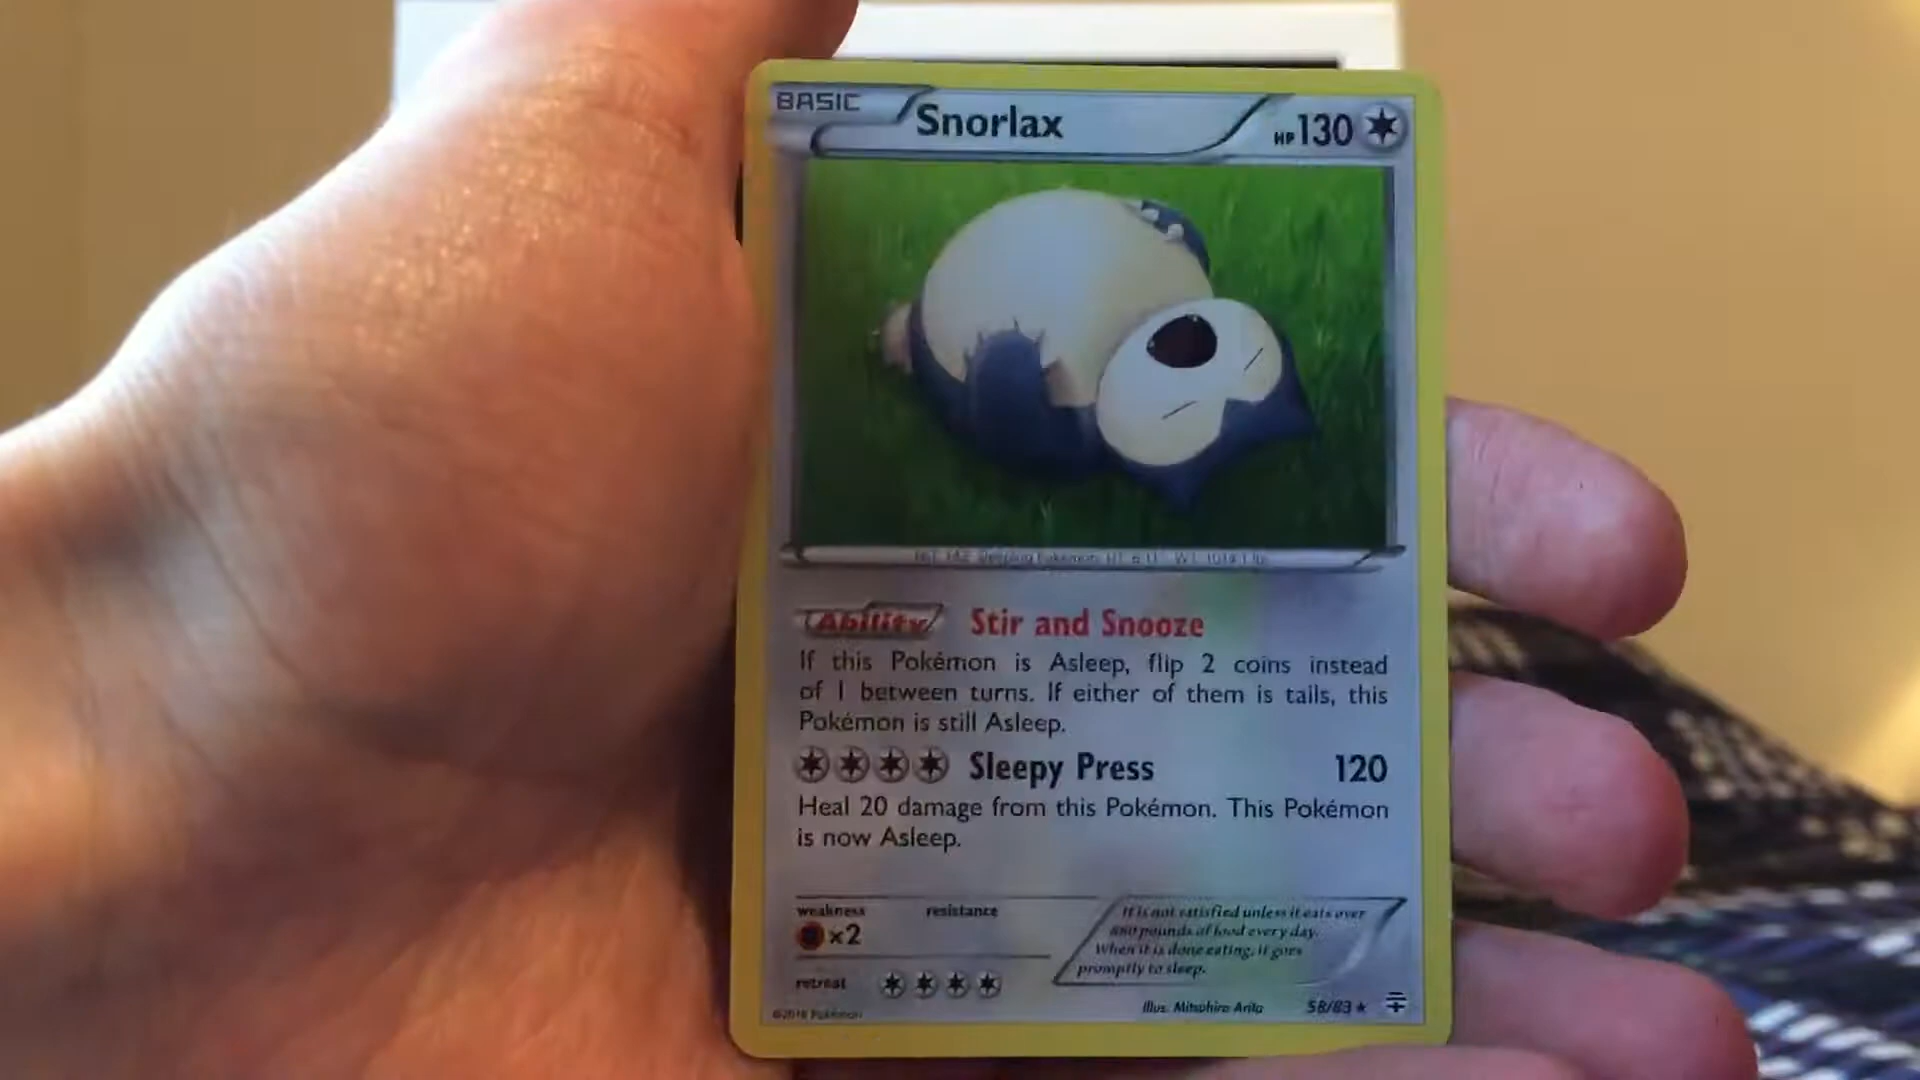 BASIC Snorlax HP 130
Ability Stir and Snooze
If this Pokémon is Asleep, flip 2 coins instead
of 1 between turns. If either of them is tails, this
Pokémon is still Asleep.
Sleepy Press 120
Heal 20 damage from this Pokémon. This Pokémon
is now Asleep.
weakness resistance
×2
It is not satisfied unless it eats over
880 pounds of food every day.
When it is done eating, it goes
promptly to sleep.
retreat
©2016 Pokémon
Illus. Mitsuhiro Arita 58/83